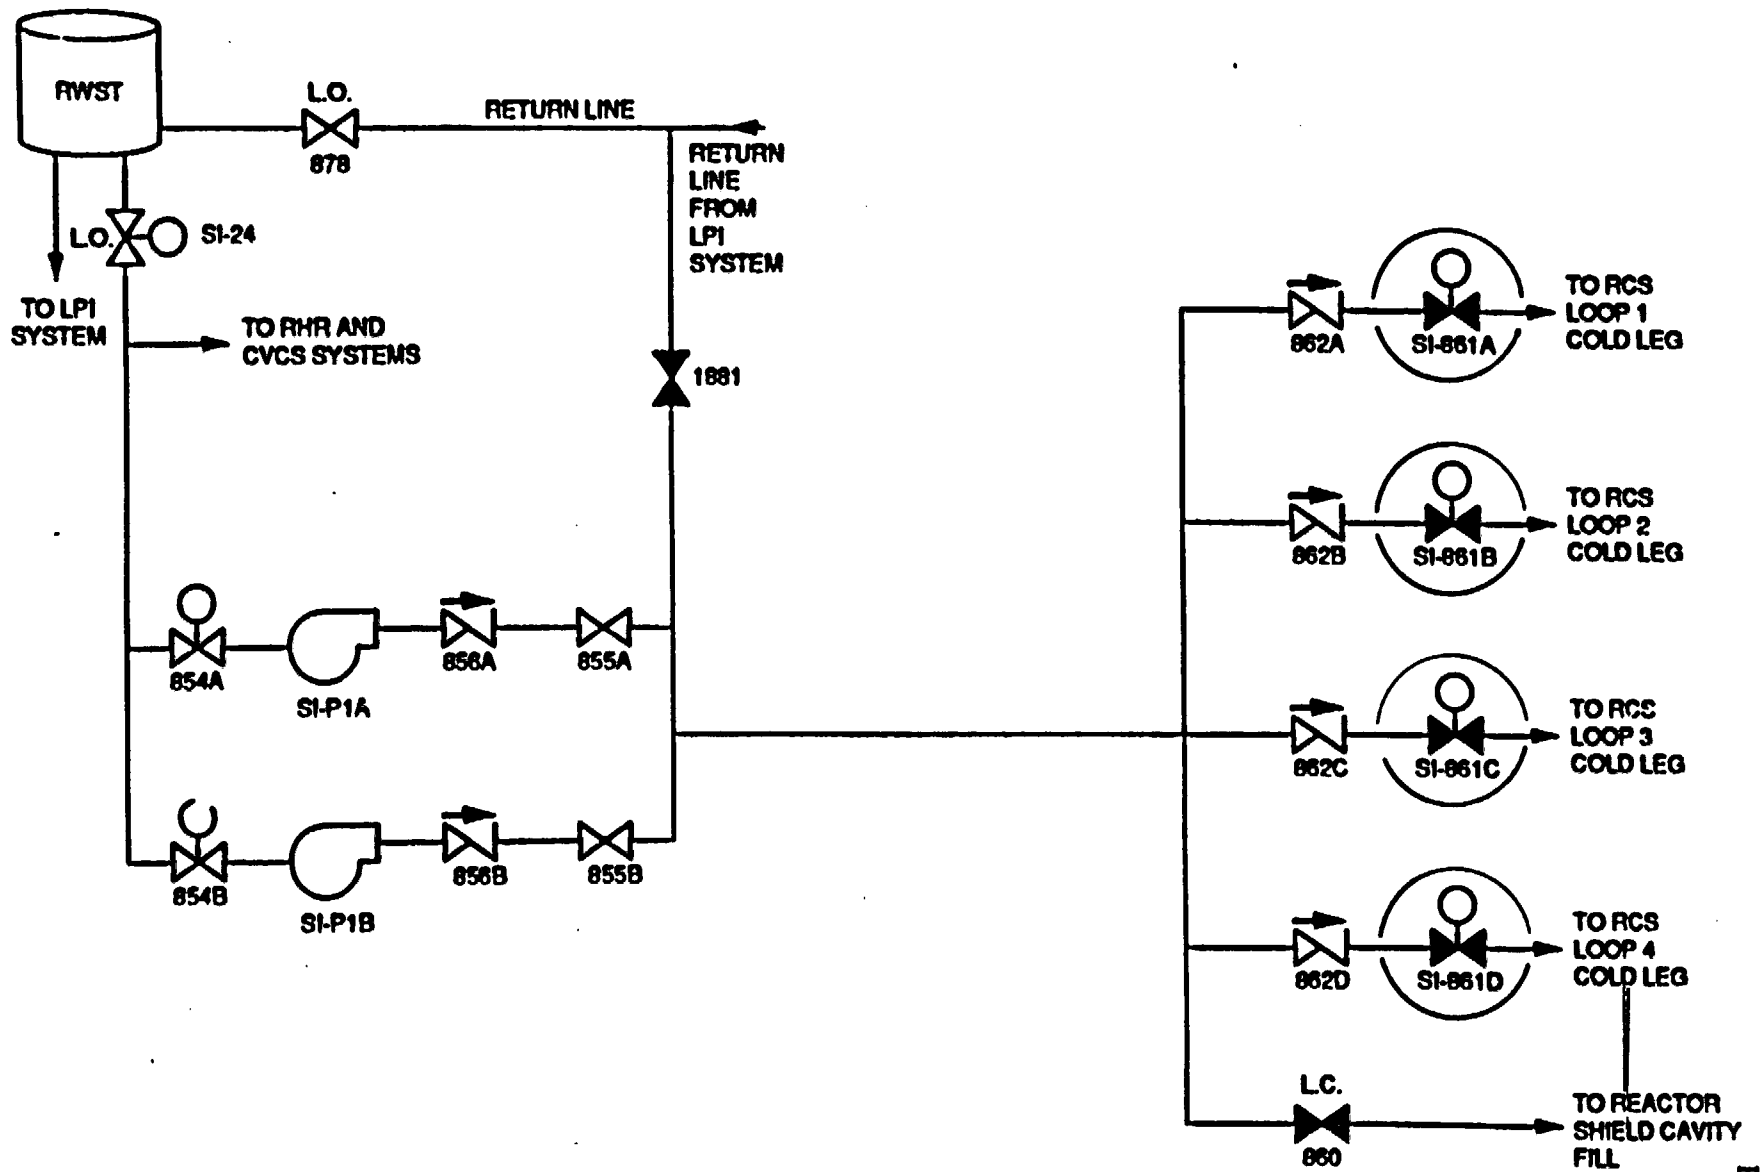 RWST
L.O.
878
RETURN LINE
RETURN
LINE
FROM
LPI
SYSTEM
L.O.
SI-24
TO LPI
SYSTEM
TO RHR AND
CVCS SYSTEMS
1881
854A
SI-P1A
856A
855A
854B
SI-P1B
856B
855B
862A
SI-861A
TO RCS
LOOP 1
COLD LEG
862B
SI-861B
TO RCS
LOOP 2
COLD LEG
862C
SI-861C
TO RCS
LOOP 3
COLD LEG
862D
SI-861D
TO RCS
LOOP 4
COLD LEG
L.C.
860
TO REACTOR
SHIELD CAVITY
FILL